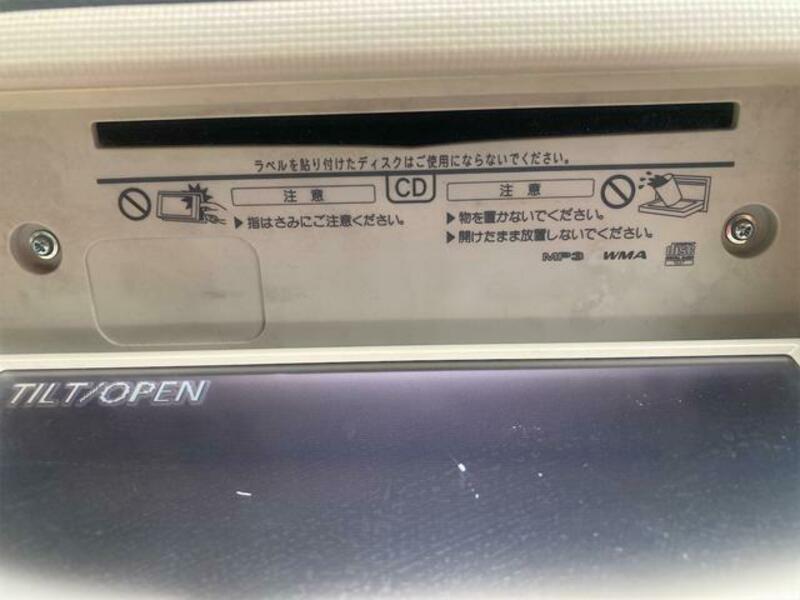 ラベルを貼り付けたディスクはご使用にならないでください。
注意
CD
注意
▶指はさみにご注意ください。
▶物を置かないでください。
▶開けたまま放置しないでください。
MP3 WMA
TILT/OPEN